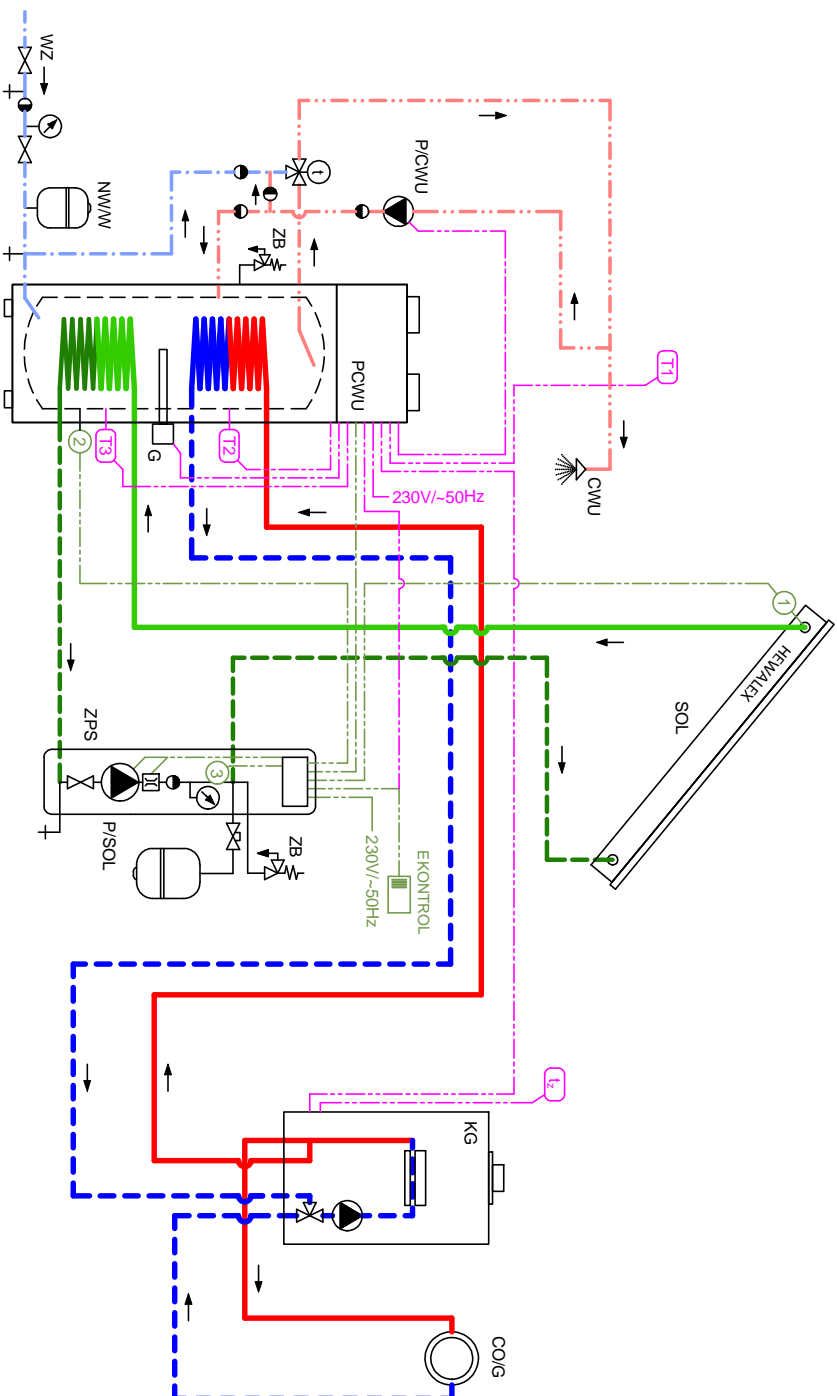 WZ
NW/W
P/CWU
ZB
t
T1
CWU
PCWU
230V/~50Hz
T2
G
T3
2
1
HEWALEX
SOL
ZPS
3
P/SOL
ZB
230V/~50Hz
EKONTROL
tz
KG
CO/G